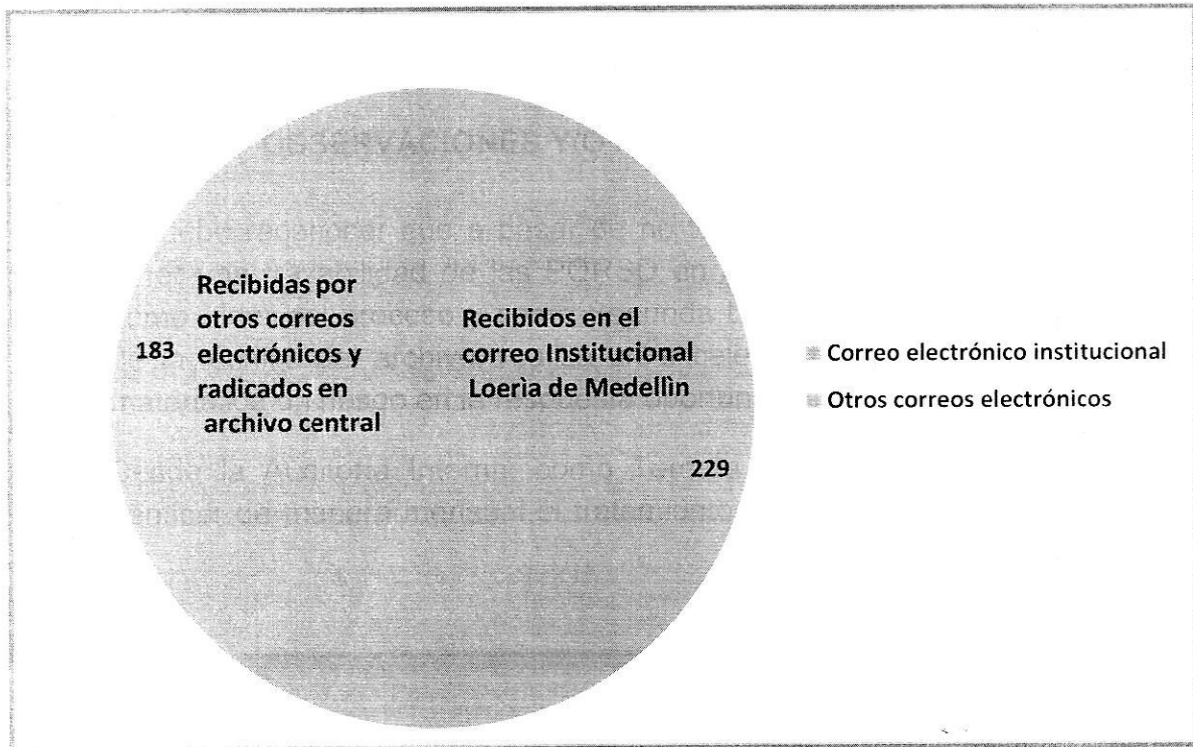 Recibidas por
otros correos
electrónicos y
radicados en
archivo central
183
Recibidos en el
correo Institucional
Loerìa de Medellìn
229
Correo electrónico institucional
Otros correos electrónicos